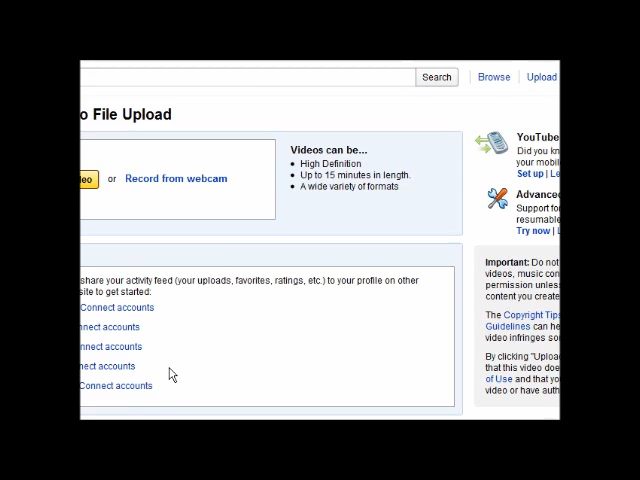 Search Browse Upload
o File Upload
eo or Record from webcam
Videos can be...
High Definition
Up to 15 minutes in length.
A wide variety of formats
share your activity feed (your uploads, favorites, ratings, etc.) to your profile on other
site to get started:
Connect accounts
nnect accounts
nnect accounts
nect accounts
Connect accounts
YouTube
Did you kn
your mobil
Set up | Le
Advance
Support for
resumable
Try now | L
Important: Do not
videos, music con
permission unles
content you create
The Copyright Tips
Guidelines can he
video infringes so
By clicking "Uploa
that this video doe
of Use and that yo
video or have auth